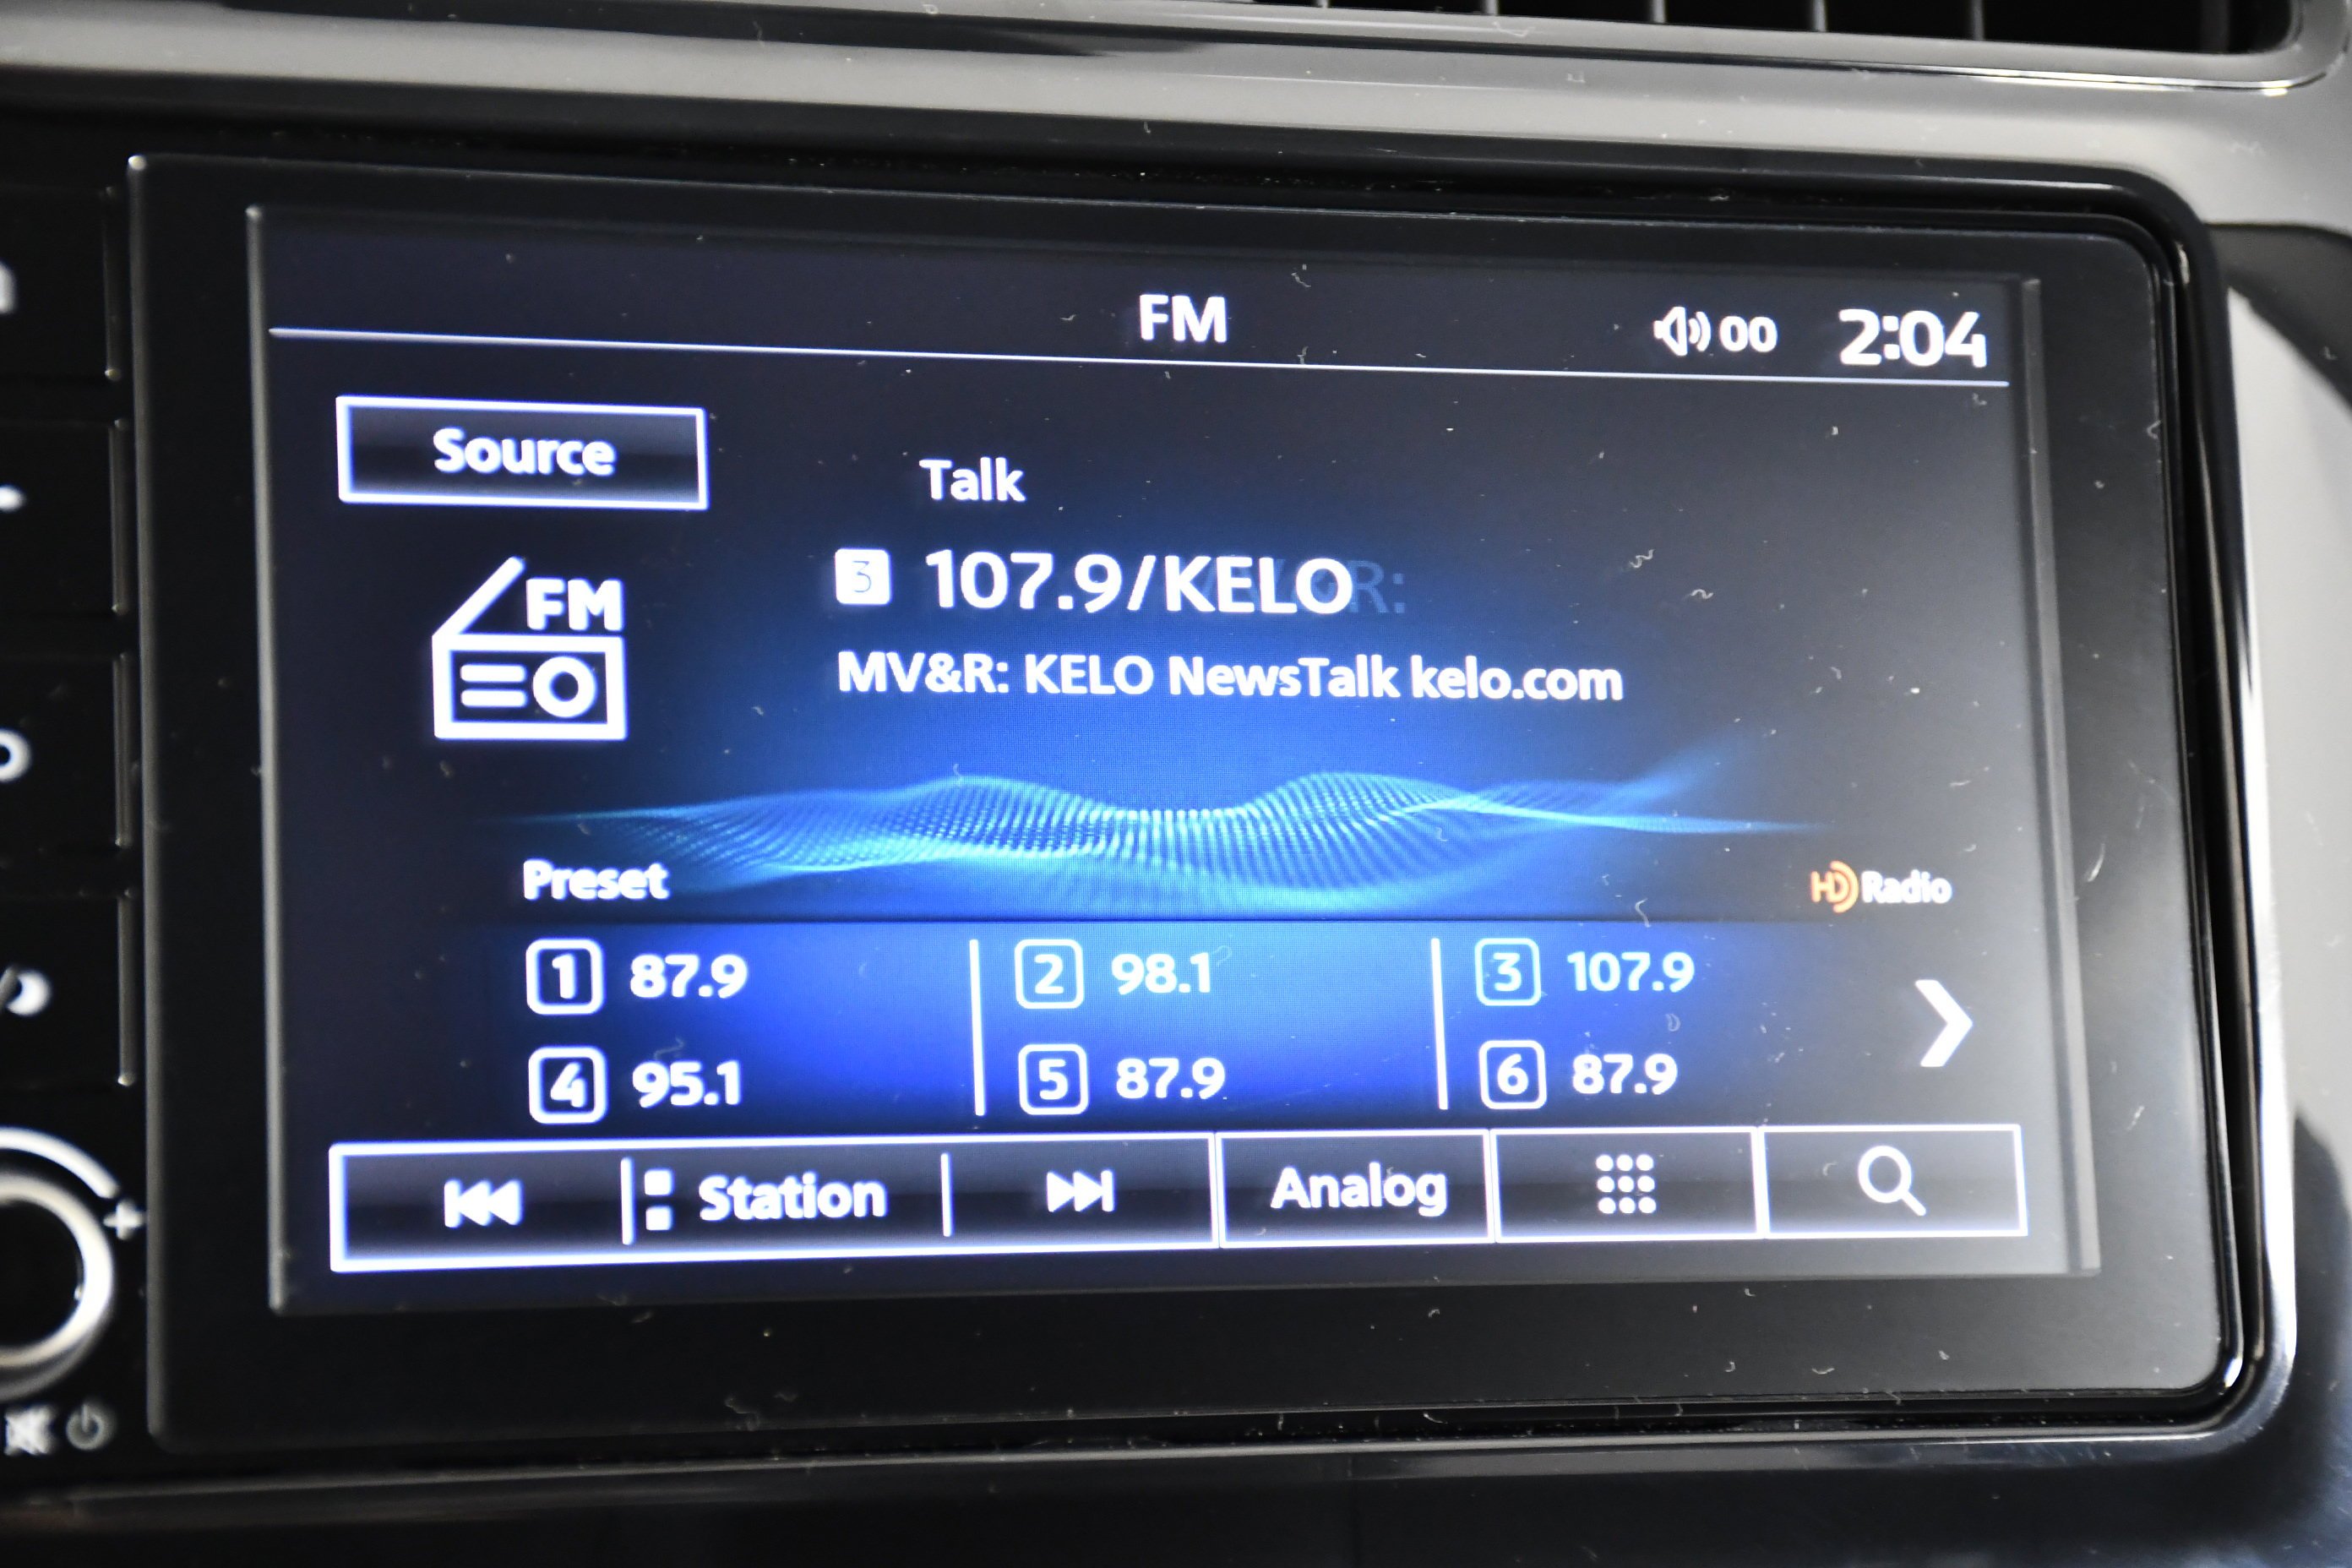 FM
00 2:04
Source
Talk
FM
3 107.9/KELO
MV&R: KELO NewsTalk kelo.com
Preset
HD Radio
1 87.9 2 98.1 3 107.9
4 95.1 5 87.9 6 87.9
Station Analog